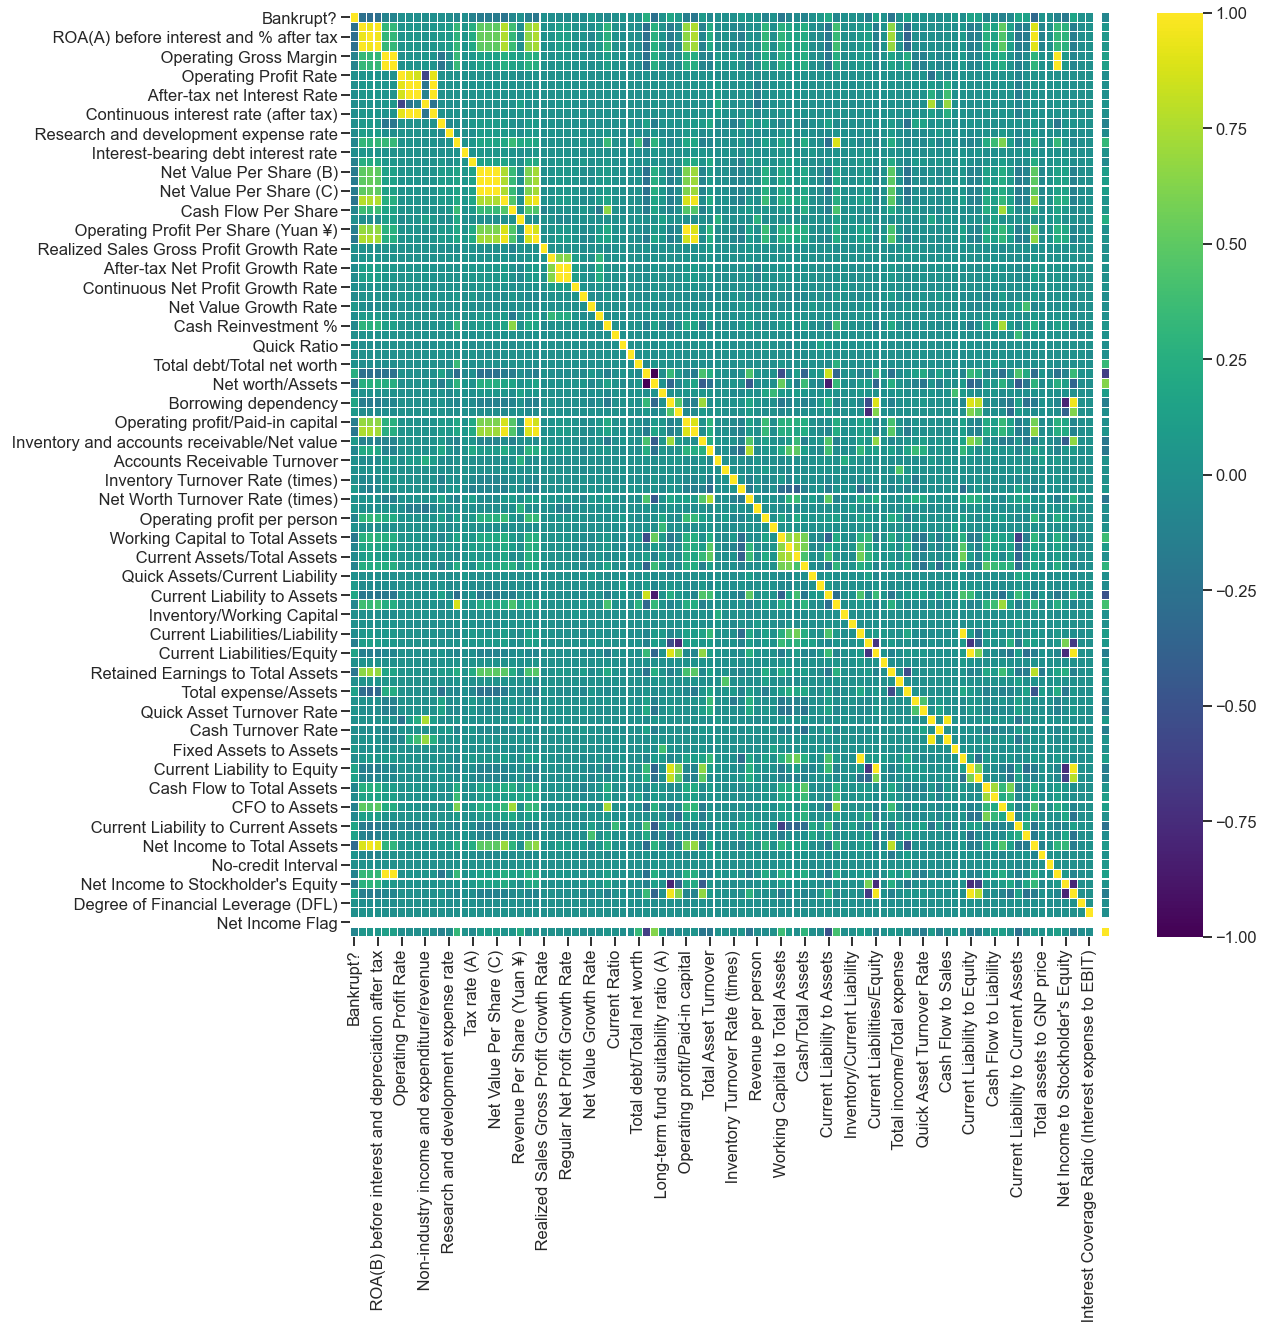 Bankrupt?
ROA(A) before interest and % after tax
Operating Gross Margin
Operating Profit Rate
After-tax net Interest Rate
Continuous interest rate (after tax)
Research and development expense rate
Interest-bearing debt interest rate
Net Value Per Share (B)
Net Value Per Share (C)
Cash Flow Per Share
Operating Profit Per Share (Yuan ¥)
Realized Sales Gross Profit Growth Rate
After-tax Net Profit Growth Rate
Continuous Net Profit Growth Rate
Net Value Growth Rate
Cash Reinvestment %
Quick Ratio
Total debt/Total net worth
Net worth/Assets
Borrowing dependency
Operating profit/Paid-in capital
Inventory and accounts receivable/Net value
Accounts Receivable Turnover
Inventory Turnover Rate (times)
Net Worth Turnover Rate (times)
Operating profit per person
Working Capital to Total Assets
Current Assets/Total Assets
Quick Assets/Current Liability
Current Liability to Assets
Inventory/Working Capital
Current Liabilities/Liability
Current Liabilities/Equity
Retained Earnings to Total Assets
Total expense/Assets
Quick Asset Turnover Rate
Cash Turnover Rate
Fixed Assets to Assets
Current Liability to Equity
Cash Flow to Total Assets
CFO to Assets
Current Liability to Current Assets
Net Income to Total Assets
No-credit Interval
Net Income to Stockholder's Equity
Degree of Financial Leverage (DFL)
Net Income Flag
Bankrupt?
ROA(B) before interest and depreciation after tax
Operating Profit Rate
Non-industry income and expenditure/revenue
Research and development expense rate
Tax rate (A)
Net Value Per Share (C)
Revenue Per Share (Yuan ¥)
Realized Sales Gross Profit Growth Rate
Regular Net Profit Growth Rate
Net Value Growth Rate
Current Ratio
Total debt/Total net worth
Long-term fund suitability ratio (A)
Operating profit/Paid-in capital
Total Asset Turnover
Inventory Turnover Rate (times)
Revenue per person
Working Capital to Total Assets
Cash/Total Assets
Current Liability to Assets
Inventory/Current Liability
Current Liabilities/Equity
Total income/Total expense
Quick Asset Turnover Rate
Cash Flow to Sales
Current Liability to Equity
Cash Flow to Liability
Current Liability to Current Assets
Total assets to GNP price
Net Income to Stockholder's Equity
Interest Coverage Ratio (Interest expense to EBIT)
1.00
0.75
0.50
0.25
0.00
−0.25
−0.50
−0.75
−1.00